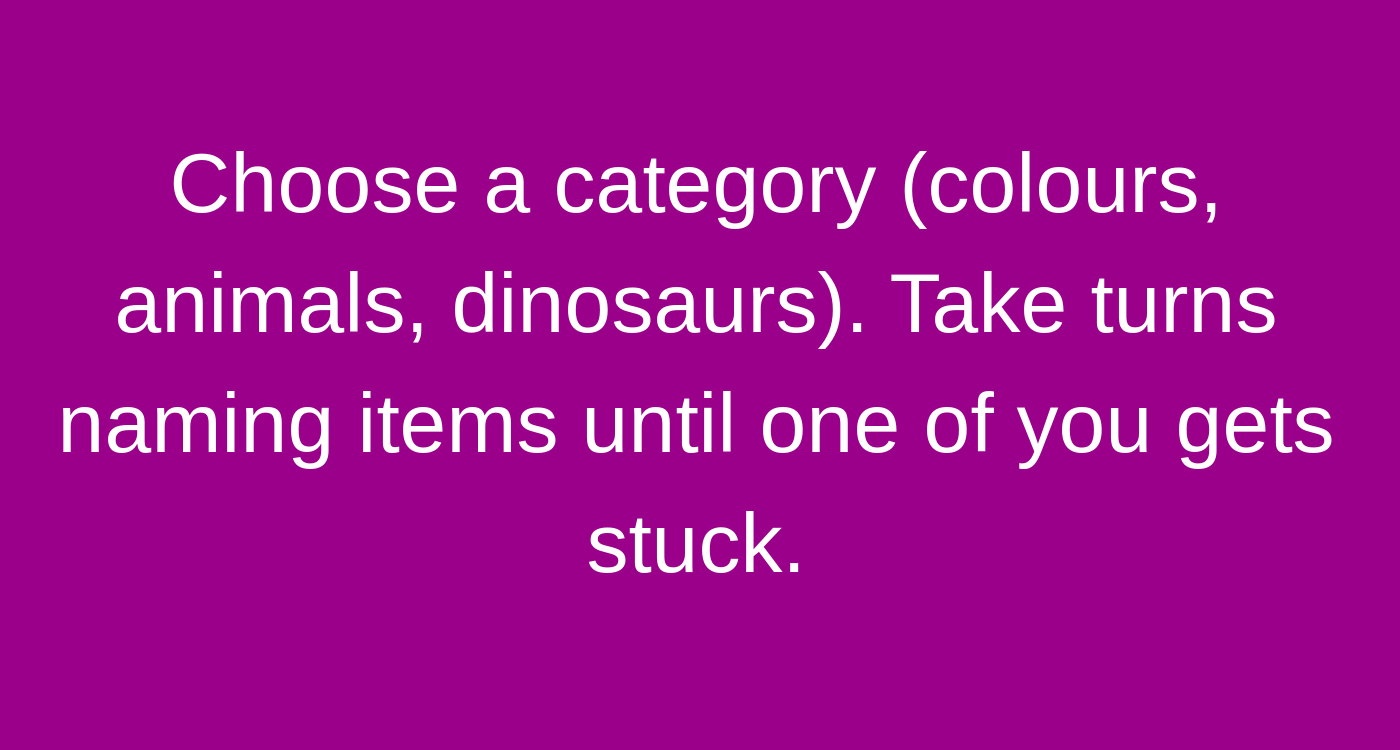 Choose a category (colours,
animals, dinosaurs). Take turns
naming items until one of you gets
stuck.